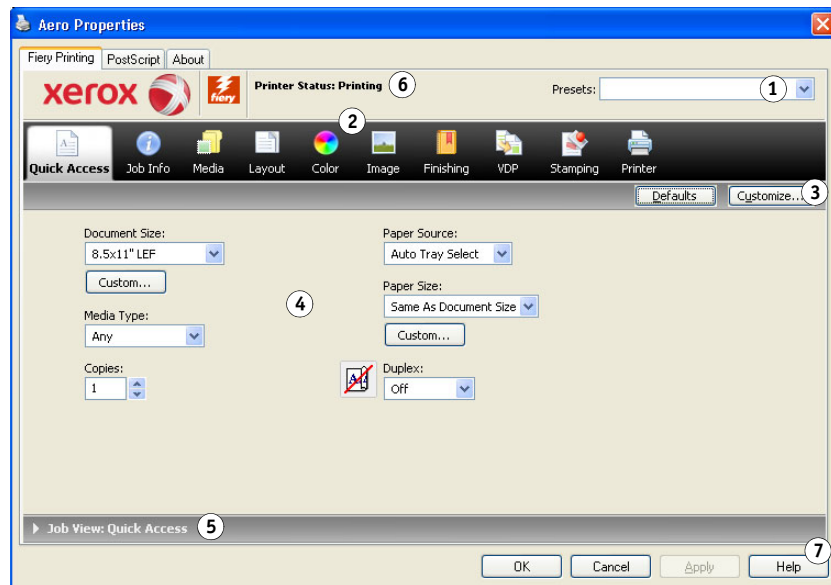 Aero Properties
Fiery Printing PostScript About
xerox fiery Printer Status: Printing 6 Presets: 1
2
Quick Access Job Info Media Layout Color Image Finishing VDP Stamping Printer
Defaults Customize... 3
Document Size: Paper Source:
8.5x11" LEF Auto Tray Select
Custom... Paper Size:
4 Same As Document Size
Media Type:
Any Custom...
Copies: Duplex:
1 Off
Job View: Quick Access 5
7
OK Cancel Apply Help